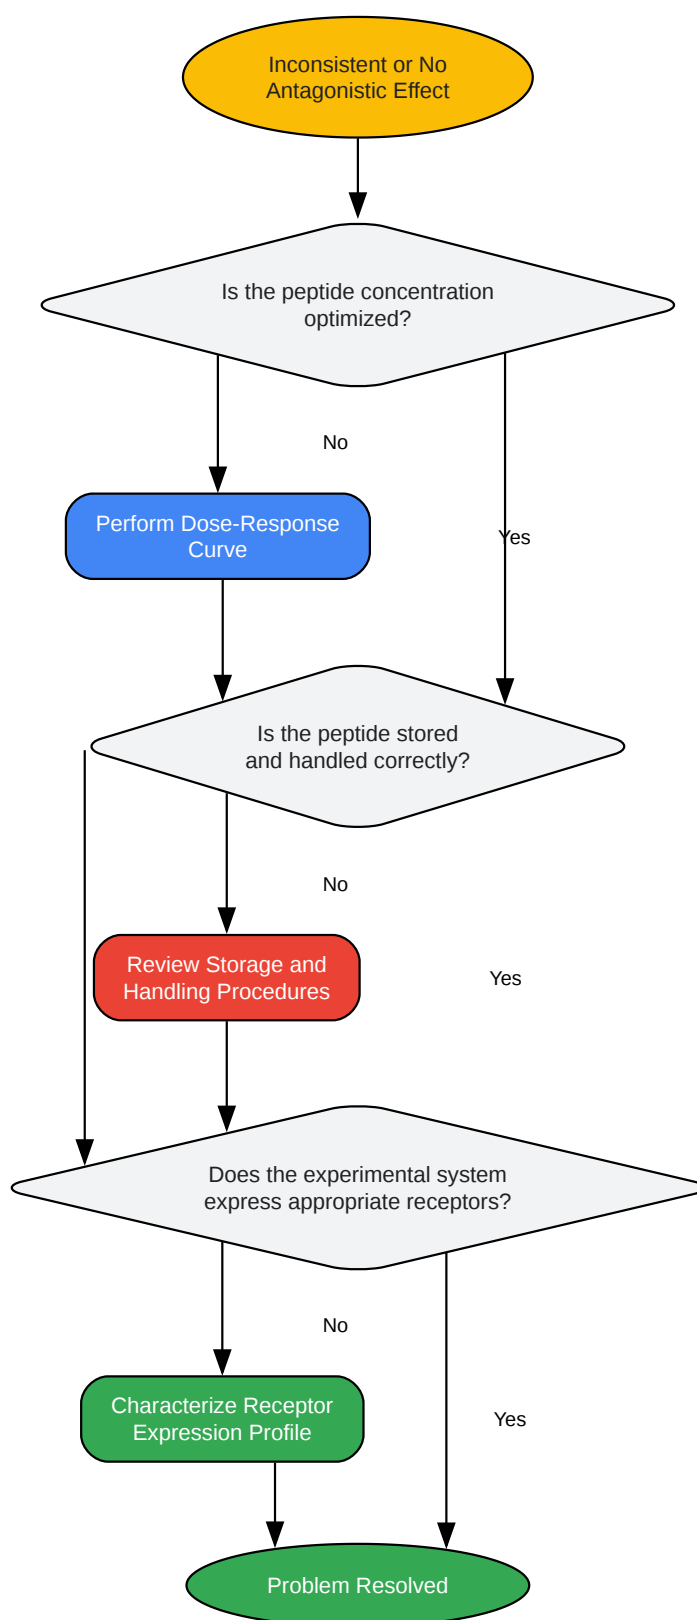 Inconsistent or No
Antagonistic Effect
Is the peptide concentration
optimized?
No
Perform Dose-Response
Curve
Yes
Is the peptide stored
and handled correctly?
No
Review Storage and
Handling Procedures
Yes
Does the experimental system
express appropriate receptors?
No
Characterize Receptor
Expression Profile
Yes
Problem Resolved